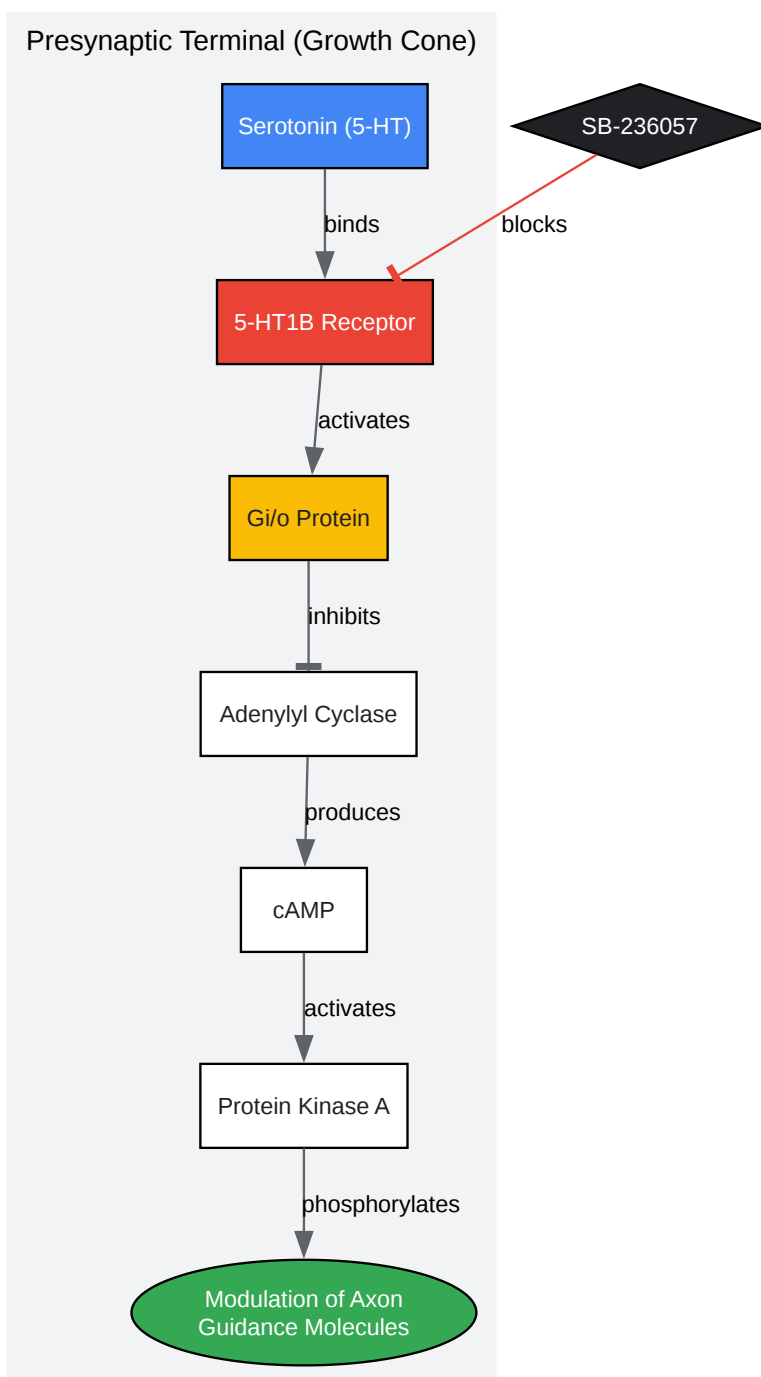 Presynaptic Terminal (Growth Cone)
Serotonin (5-HT)
SB-236057
binds
blocks
5-HT1B Receptor
activates
Gi/o Protein
inhibits
Adenylyl Cyclase
produces
cAMP
activates
Protein Kinase A
phosphorylates
Modulation of Axon
Guidance Molecules